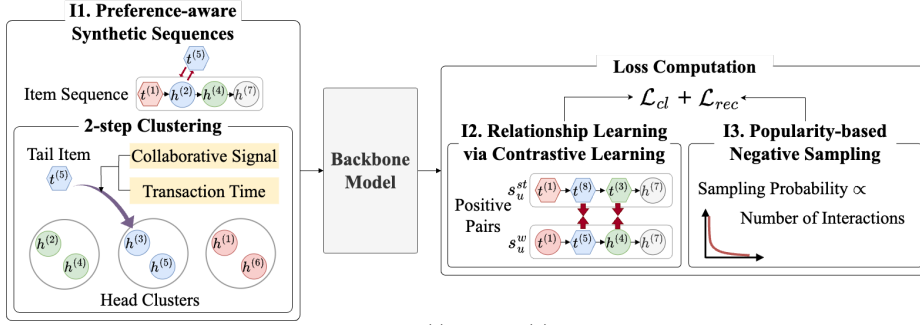 I1. Preference-aware
Synthetic Sequences
t(5)
Item Sequence t(1) h(2) h(4) h(7)
2-step Clustering
Tail Item
t(5)
Collaborative Signal
Transaction Time
h(2) h(4)
h(3) h(5)
h(1) h(6)
Head Clusters
Backbone
Model
Loss Computation
ℒcl + ℒrec
I2. Relationship Learning
via Contrastive Learning
Positive
Pairs
s_u^st t(1) t(8) t(3) h(7)
s_u^w t(1) t(5) h(4) h(7)
I3. Popularity-based
Negative Sampling
Sampling Probability ∝
Number of Interactions